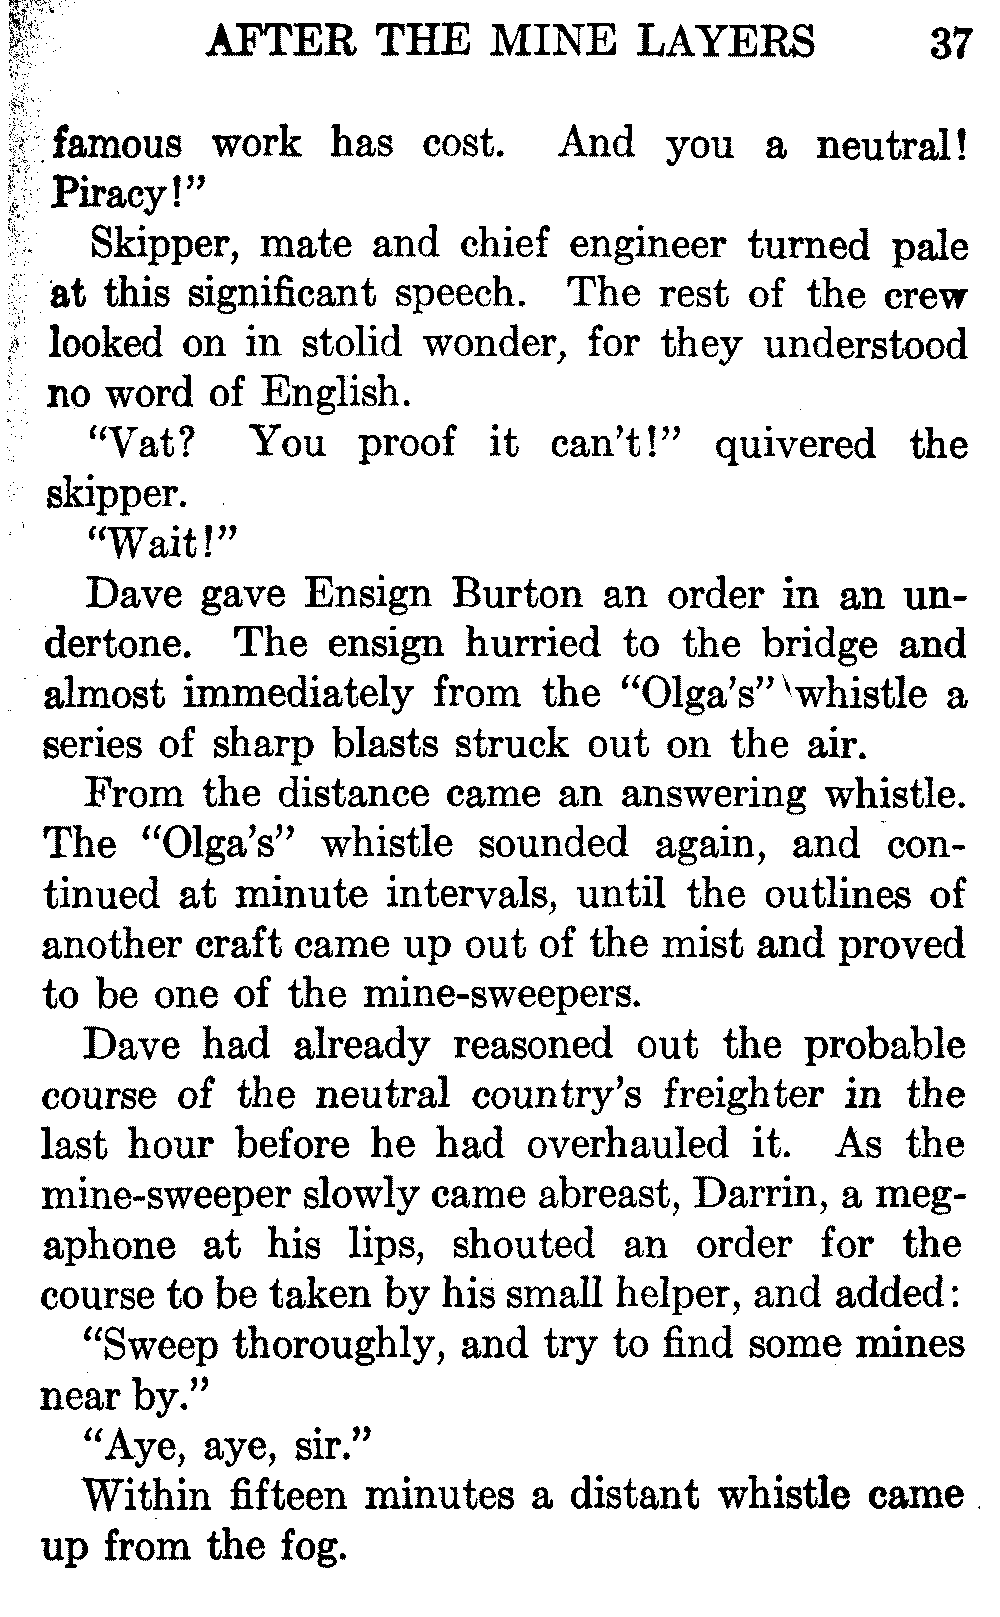 AFTER THE MINE LAYERS 37
famous work has cost. And you a neutral!
Piracy!”
Skipper, mate and chief engineer turned pale
at this significant speech. The rest of the crew
looked on in stolid wonder, for they understood
no word of English.
“Vat? You proof it can’t!” quivered the
skipper.
“Wait!”
Dave gave Ensign Burton an order in an un-
dertone. The ensign hurried to the bridge and
almost immediately from the “Olga’s” whistle a
series of sharp blasts struck out on the air.
From the distance came an answering whistle.
The “Olga’s” whistle sounded again, and con-
tinued at minute intervals, until the outlines of
another craft came up out of the mist and proved
to be one of the mine-sweepers.
Dave had already reasoned out the probable
course of the neutral country’s freighter in the
last hour before he had overhauled it. As the
mine-sweeper slowly came abreast, Darrin, a meg-
aphone at his lips, shouted an order for the
course to be taken by his small helper, and added:
“Sweep thoroughly, and try to find some mines
near by.”
“Aye, aye, sir.”
Within fifteen minutes a distant whistle came
up from the fog.